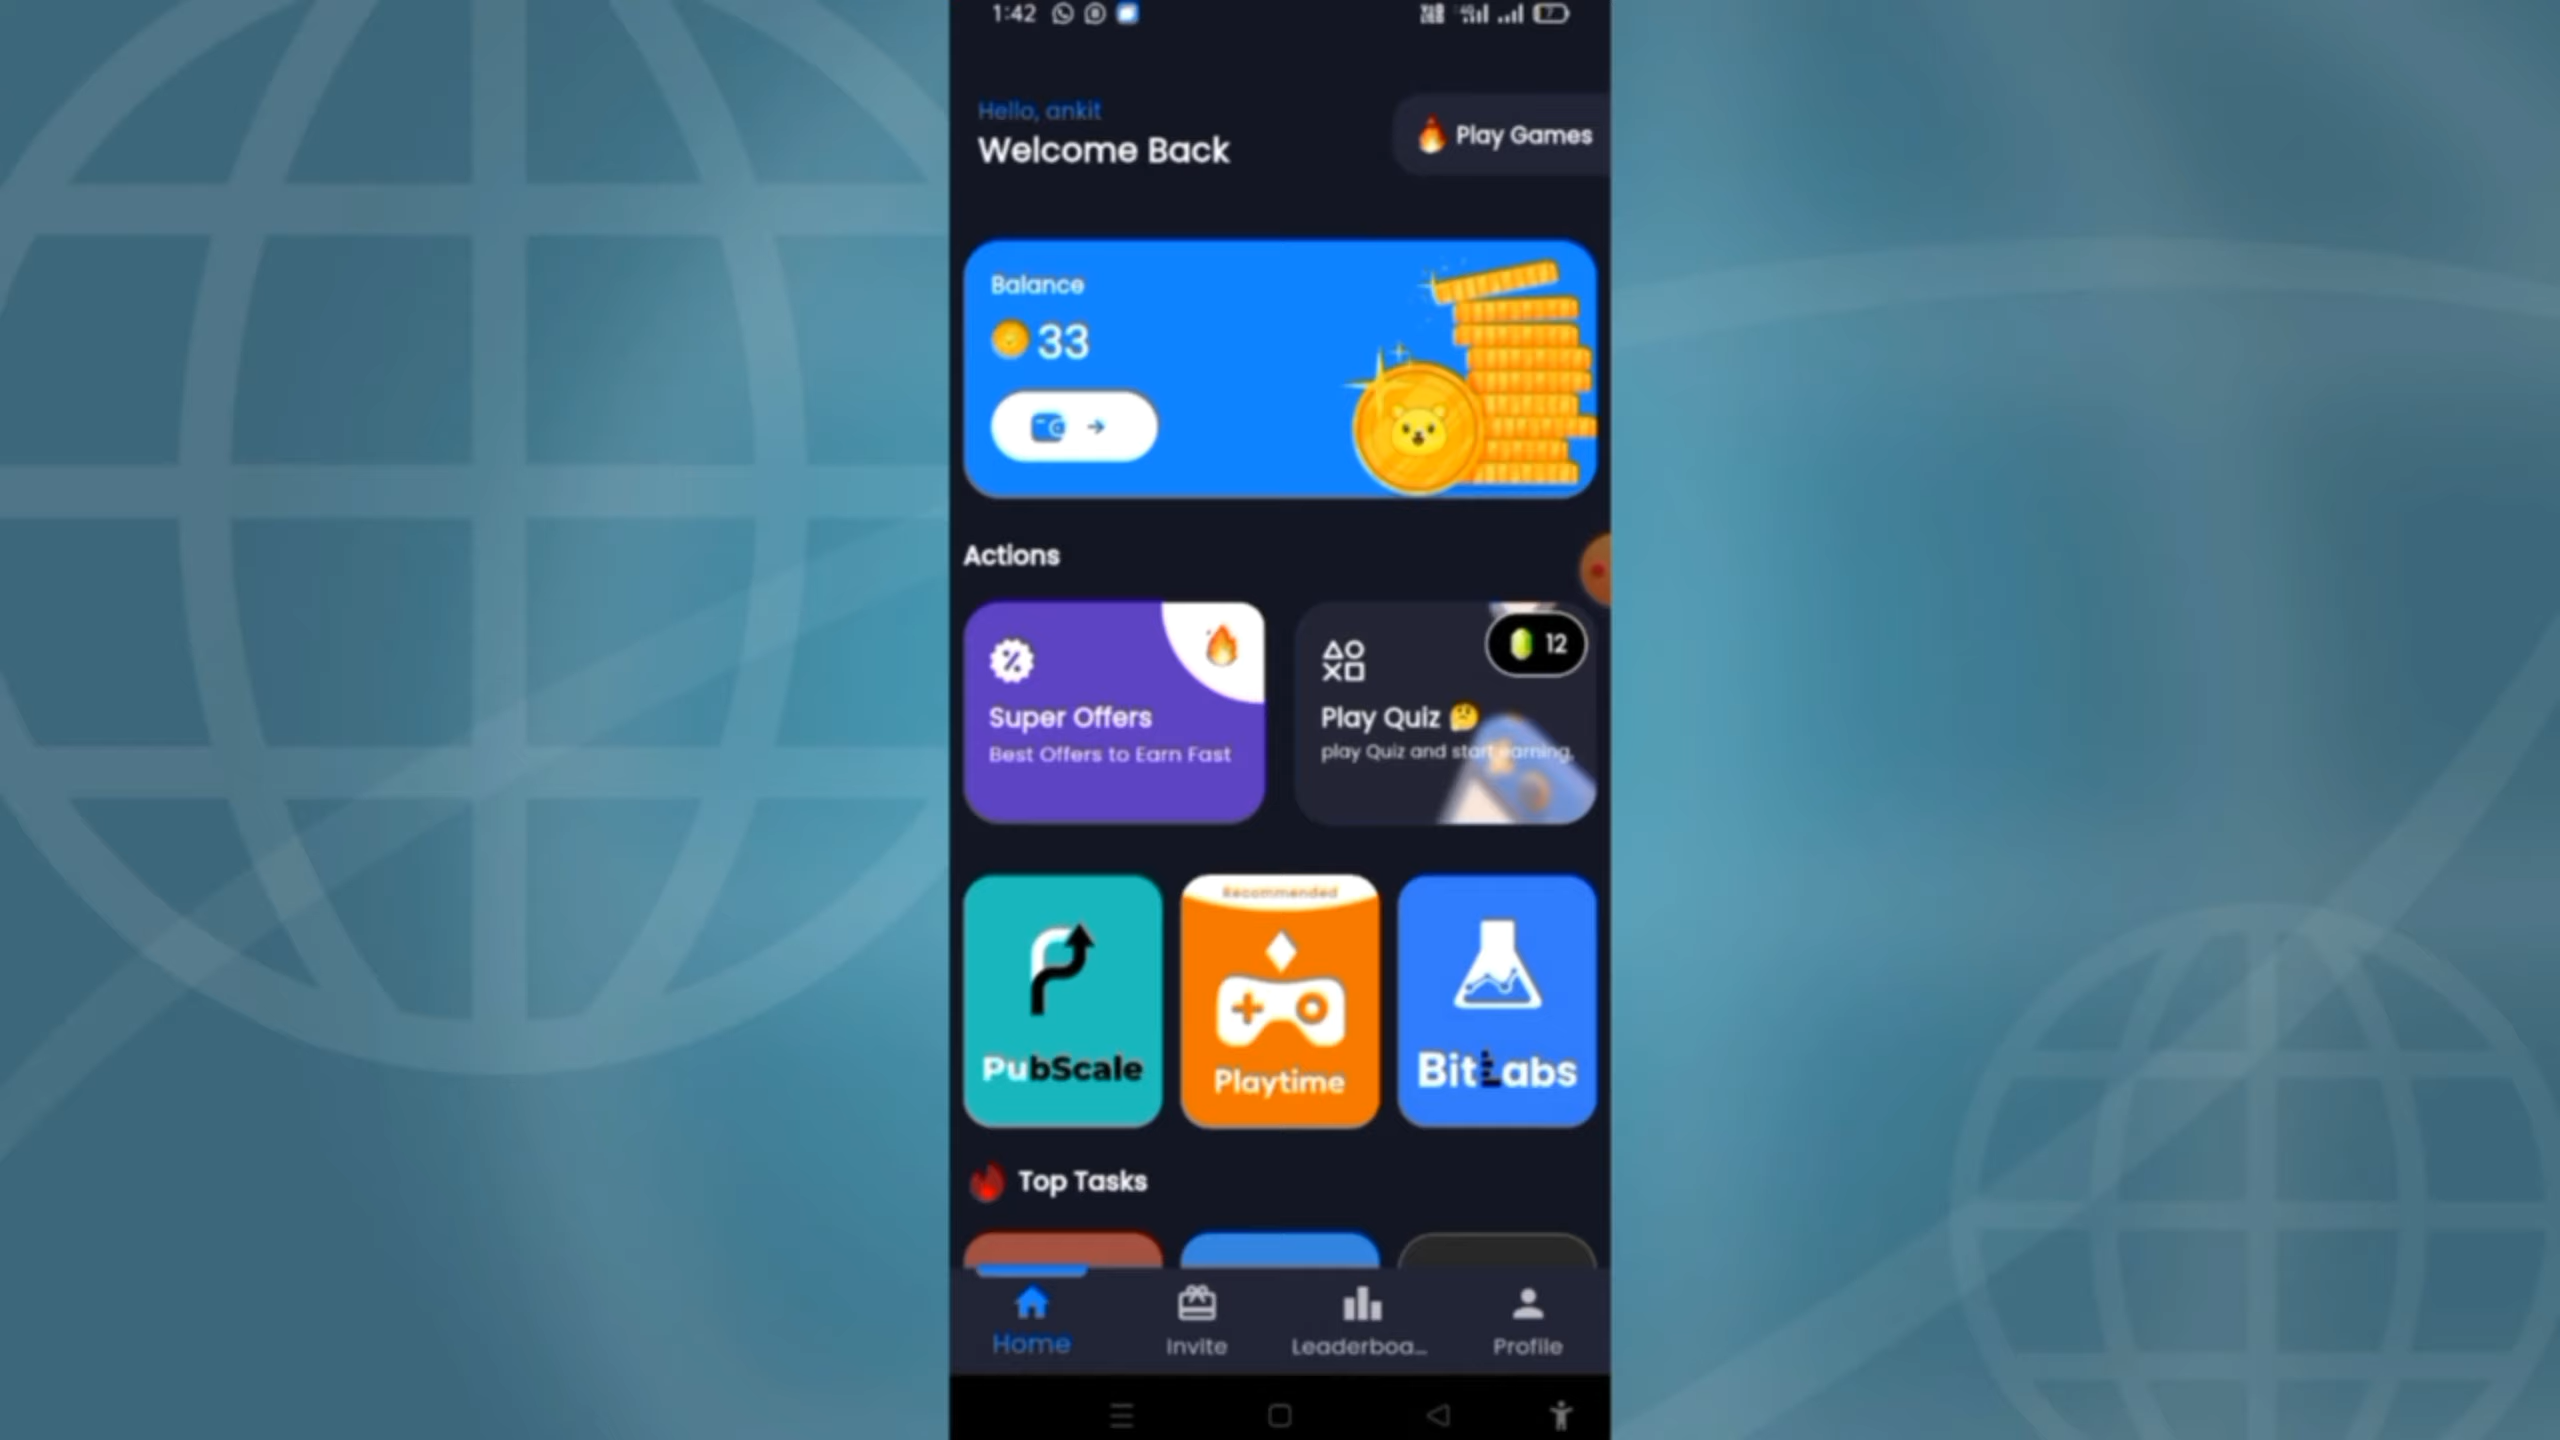 1:42
Hello, ankit
Welcome Back
Play Games
Balance
33
Actions
12
Super Offers
Best Offers to Earn Fast
Play Quiz 🤔
play Quiz and start earning,
Recommended
PubScale
Playtime
BitLabs
Top Tasks
Home
Invite
Leaderboa...
Profile